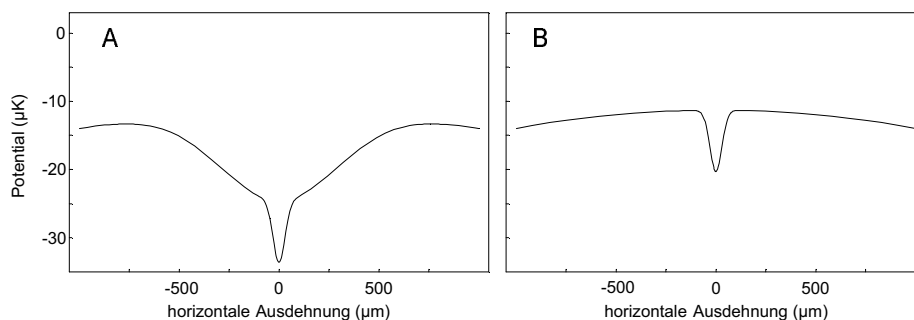 A
B
0
-10
-20
-30
Potential (µK)
-500 0 500
-500 0 500
horizontale Ausdehnung (µm)
horizontale Ausdehnung (µm)